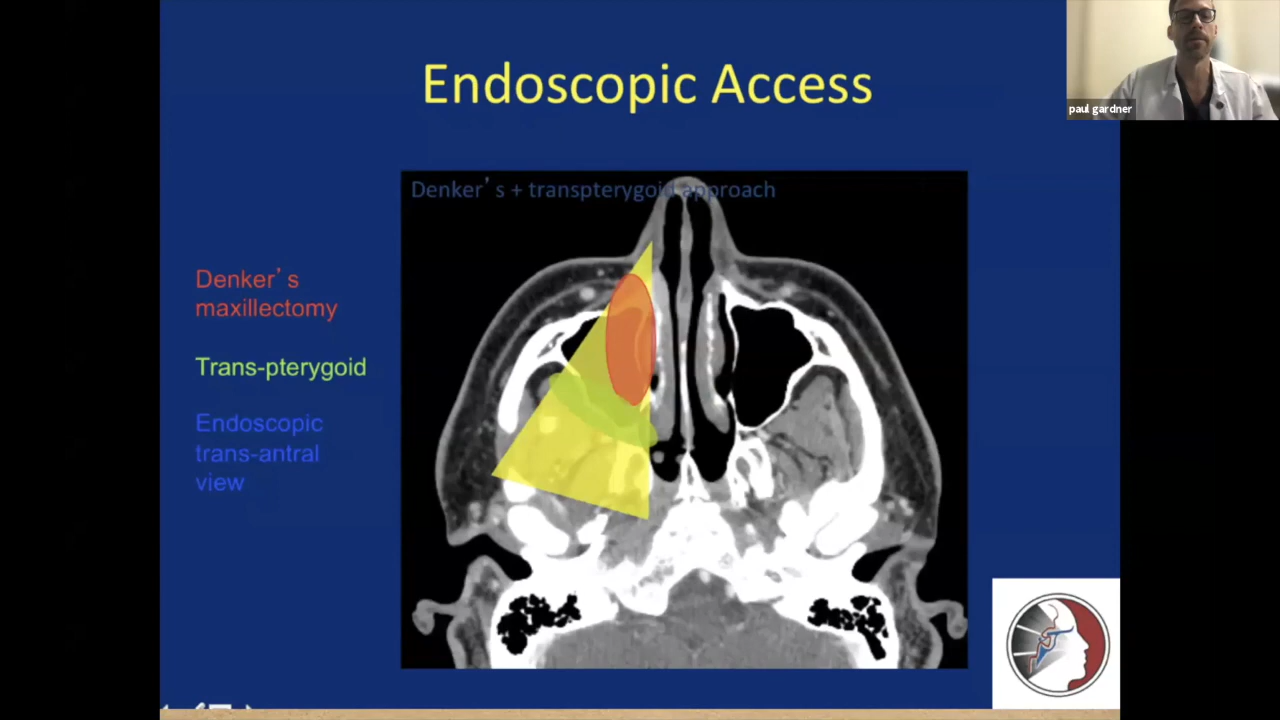 Endoscopic Access
paul gardner
Denker's + transpterygoid approach
Denker's
maxillectomy
Trans-pterygoid
Endoscopic
trans-antral
view